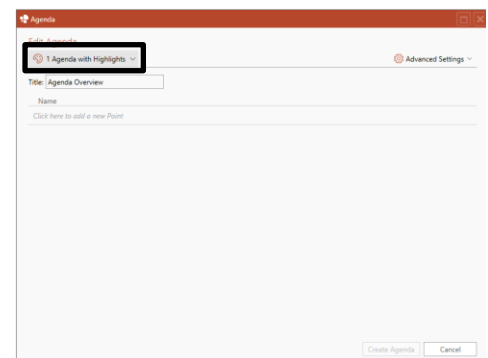 Agenda
Edit Agenda
1 Agenda with Highlights
Advanced Settings
Title: Agenda Overview
Name
Click here to add a new Point
Create Agenda
Cancel